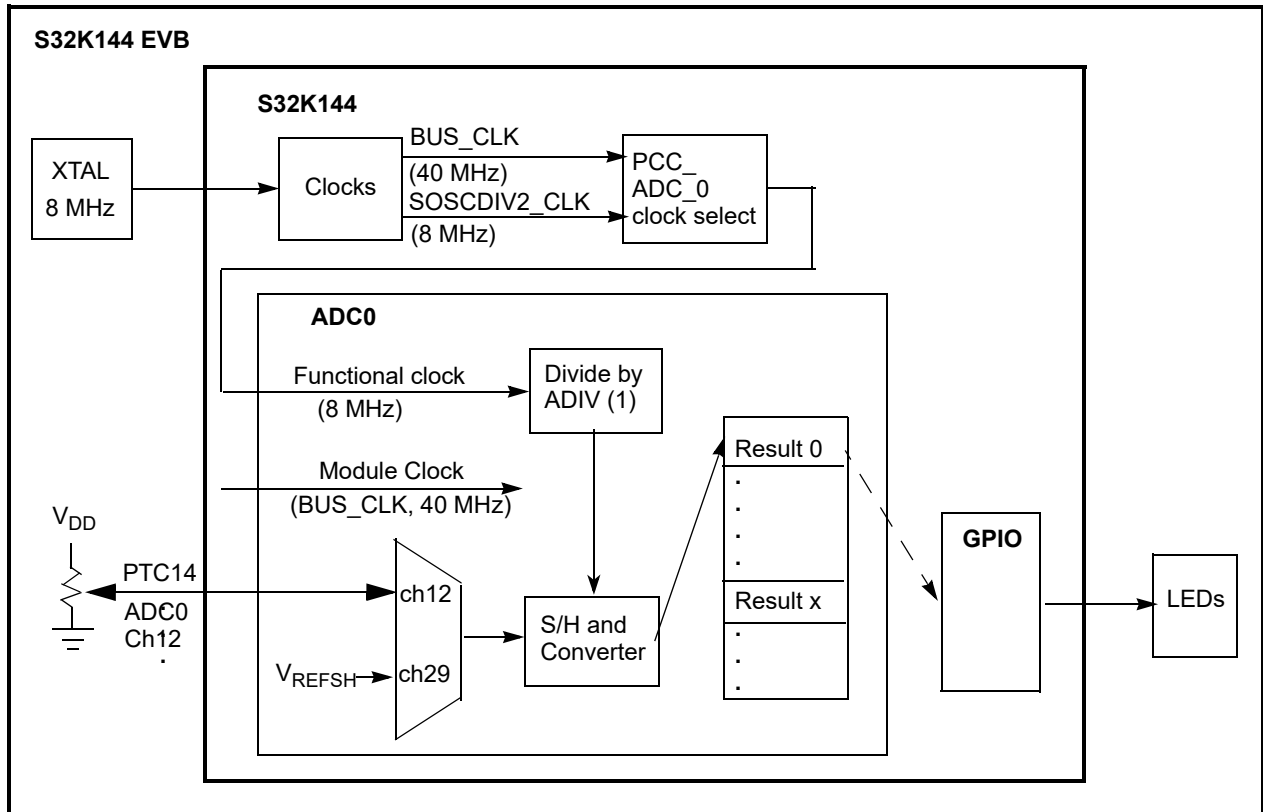 S32K144 EVB
S32K144
XTAL
8 MHz
Clocks
BUS_CLK
(40 MHz)
SOSCDIV2_CLK
(8 MHz)
PCC_
ADC_0
clock select
ADC0
Functional clock
(8 MHz)
Divide by
ADIV (1)
Module Clock
(BUS_CLK, 40 MHz)
Result 0
.
.
.
.
Result x
.
.
.
VDD
PTC14
ADC0
Ch12
.
.
.
ch12
VREFSH
ch29
S/H and
Converter
GPIO
LEDs